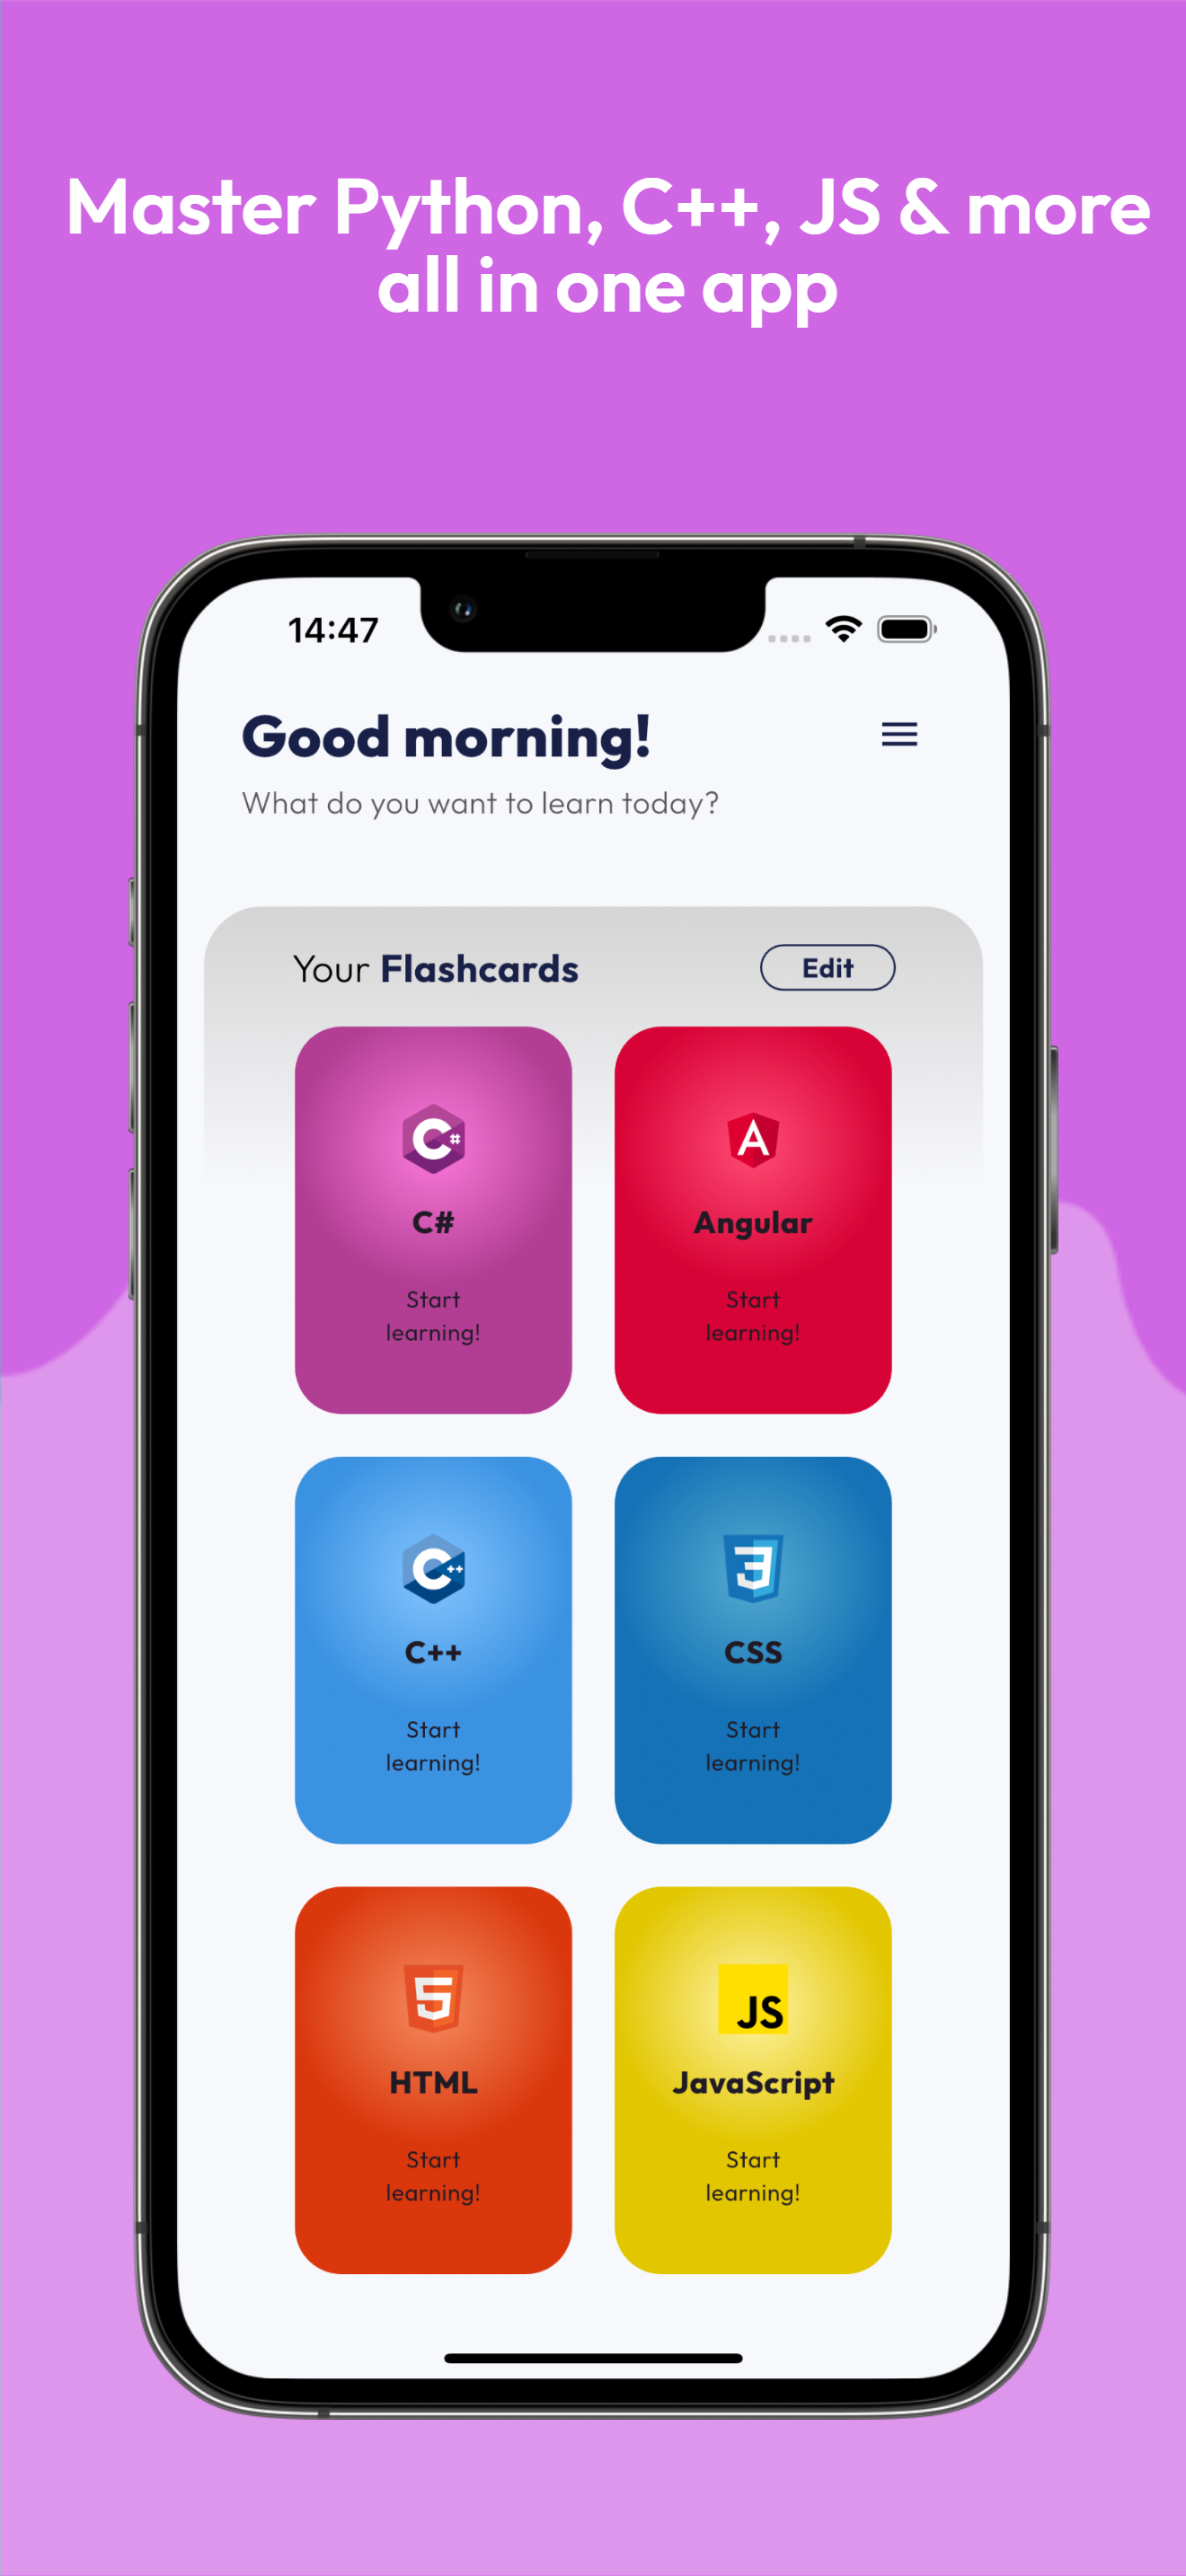 Master Python, C++, JS & more
all in one app
14:47
Good morning!
What do you want to learn today?
Your Flashcards
Edit
C#
C#
Start
learning!
A
Angular
Start
learning!
C++
C++
Start
learning!
3
CSS
Start
learning!
5
HTML
Start
learning!
JS
JavaScript
Start
learning!